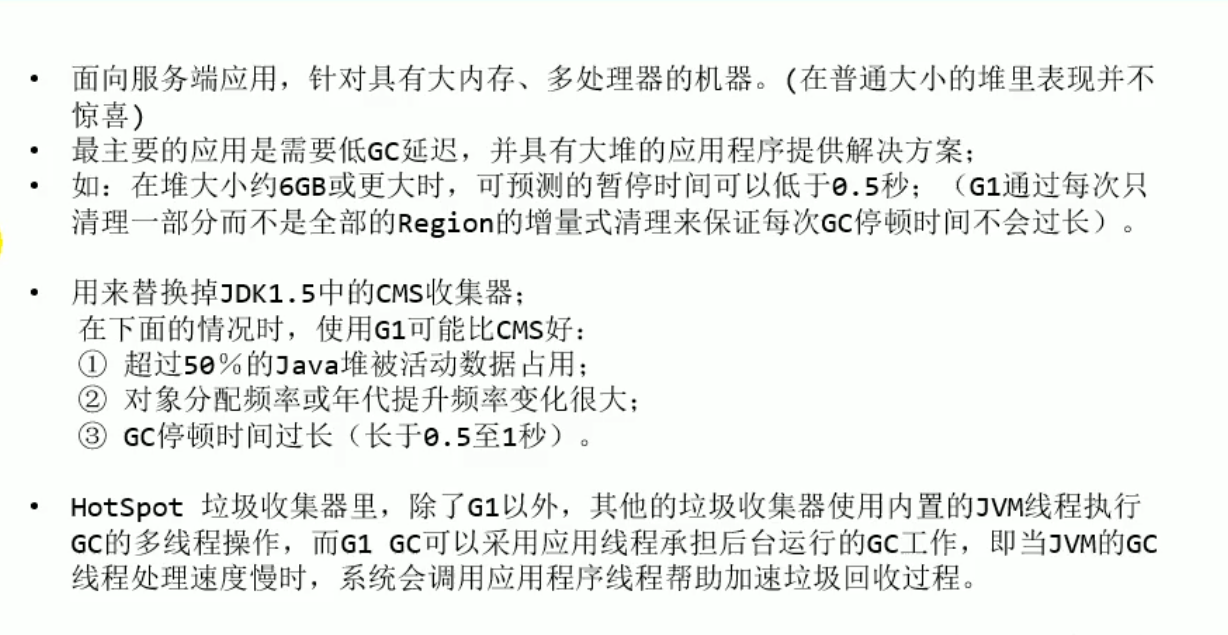 • 面向服务端应用，针对具有大内存、多处理器的机器。(在普通大小的堆里表现并不
惊喜)
• 最主要的应用是需要低GC延迟，并具有大堆的应用程序提供解决方案；
• 如：在堆大小约6GB或更大时，可预测的暂停时间可以低于0.5秒；（G1通过每次只
清理一部分而不是全部的Region的增量式清理来保证每次GC停顿时间不会过长）。
• 用来替换掉JDK1.5中的CMS收集器；
在下面的情况时，使用G1可能比CMS好：
① 超过50％的Java堆被活动数据占用；
② 对象分配频率或年代提升频率变化很大；
③ GC停顿时间过长（长于0.5至1秒）。
• HotSpot 垃圾收集器里，除了G1以外，其他的垃圾收集器使用内置的JVM线程执行
GC的多线程操作，而G1 GC可以采用应用线程承担后台运行的GC工作，即当JVM的GC
线程处理速度慢时，系统会调用应用程序线程帮助加速垃圾回收过程。